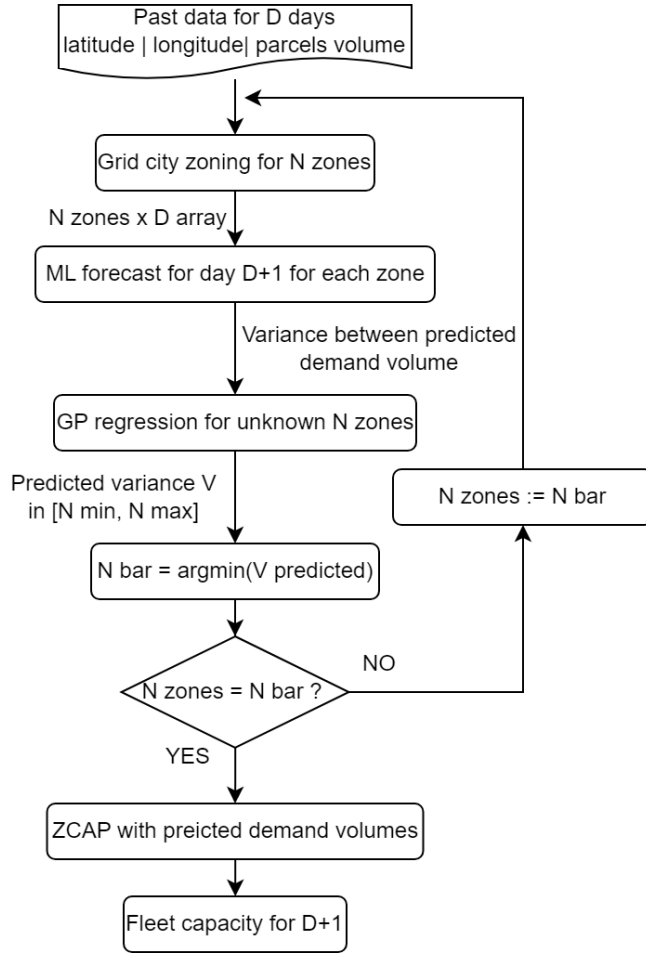 Past data for D days
latitude | longitude| parcels volume
Grid city zoning for N zones
N zones x D array
ML forecast for day D+1 for each zone
Variance between predicted
demand volume
GP regression for unknown N zones
Predicted variance V
in [N min, N max]
N zones := N bar
N bar = argmin(V predicted)
N zones = N bar ?
NO
YES
ZCAP with preicted demand volumes
Fleet capacity for D+1